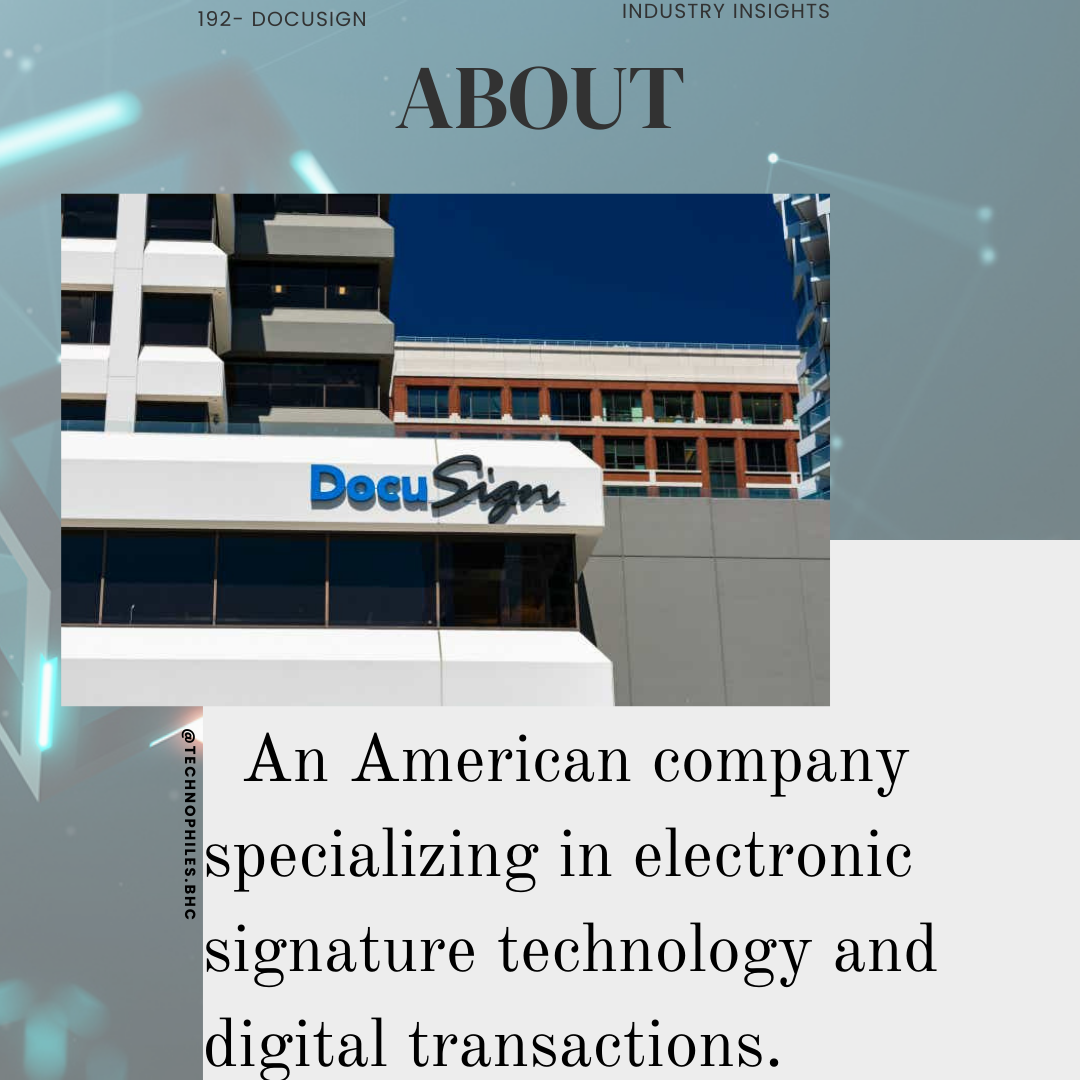 192- DOCUSIGN
INDUSTRY INSIGHTS
ABOUT
DocuSign
@TECHNOPHILES.BHC
An American company
specializing in electronic
signature technology and
digital transactions.